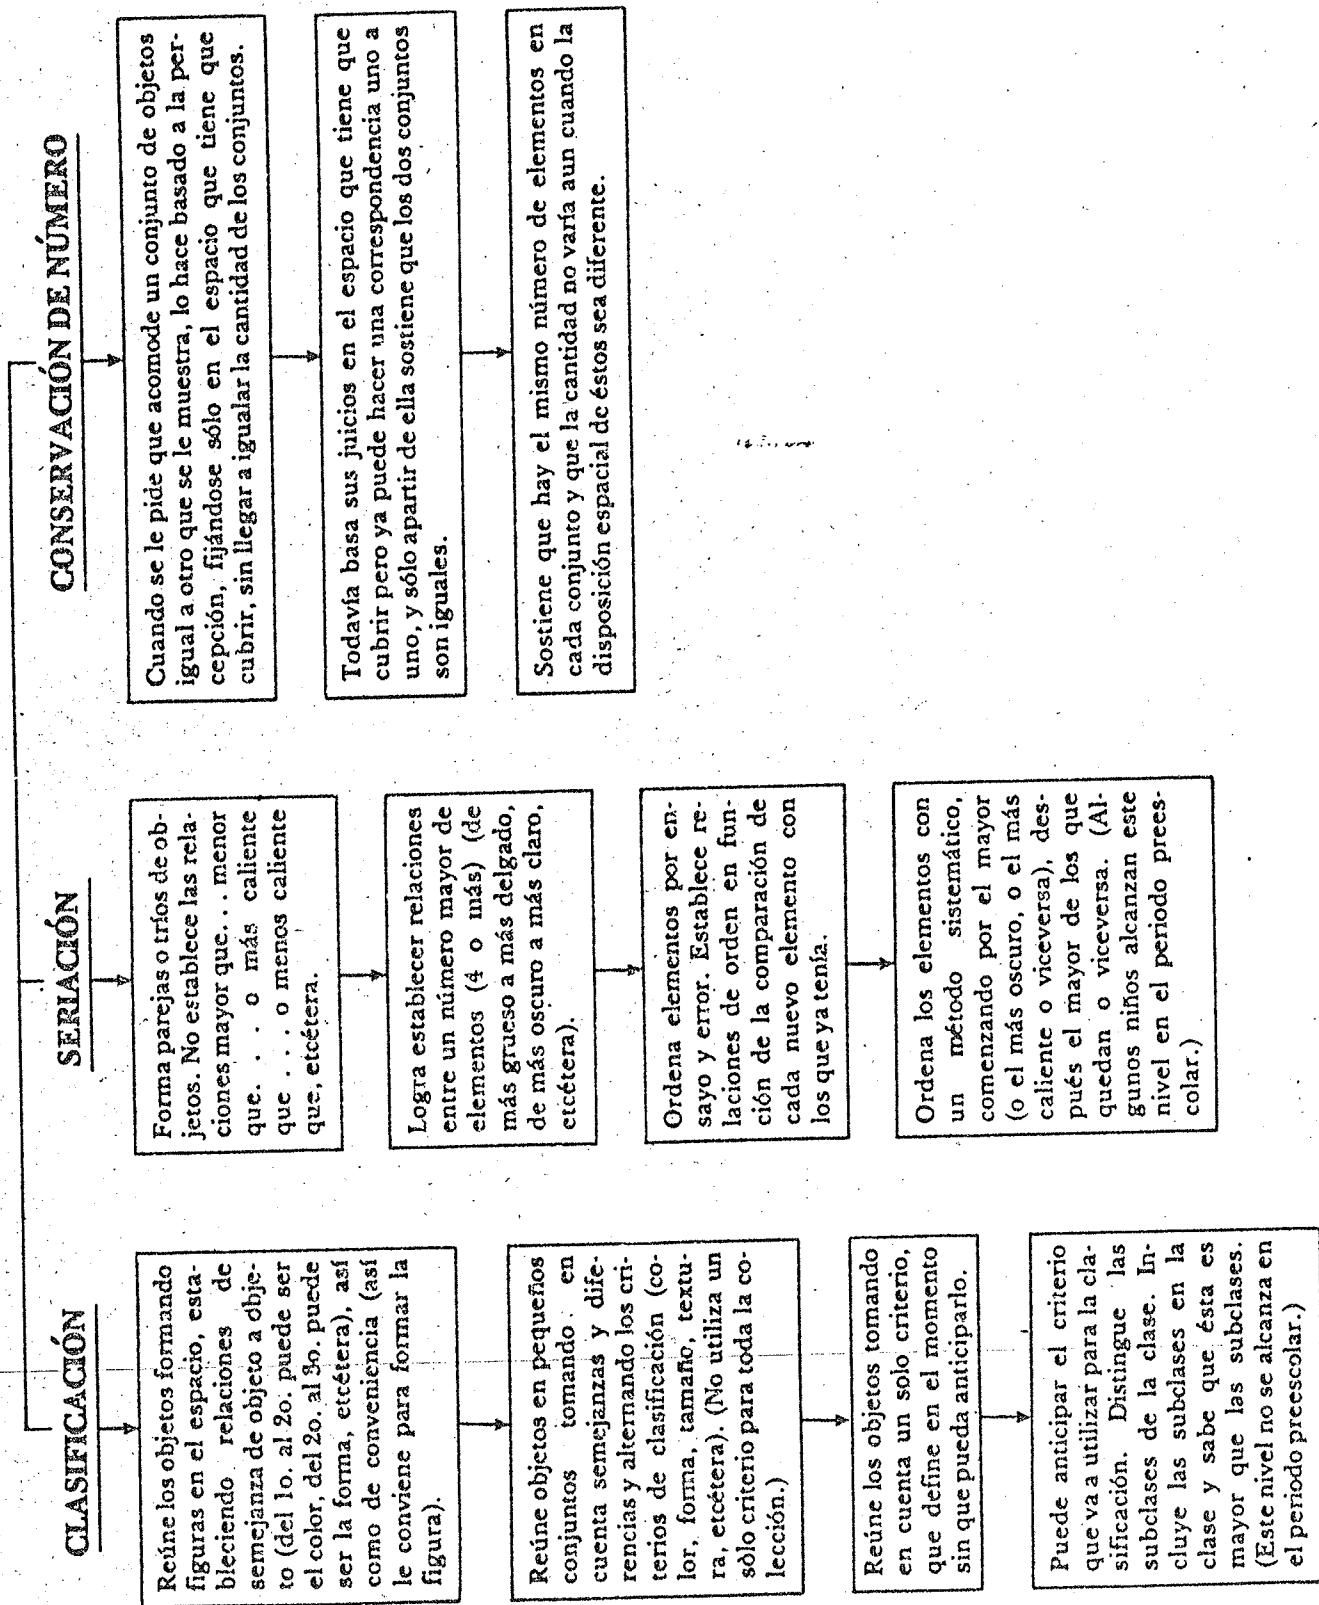 CLASIFICACIÓN
Reúne los objetos formando
figuras en el espacio, esta-
bleciendo relaciones de
semejanza de objeto a obje-
to (del 1o. al 2o. puede ser
el color, del 2o. al 3o. puede
ser la forma, etcétera), así
como de conveniencia (así
le conviene para formar la
figura).
Reúne objetos en pequeños
conjuntos tomando en
cuenta semejanzas y dife-
rencias y alternando los cri-
terios de clasificación (co-
lor, forma, tamaño, textu-
ra, etcétera). (No utiliza un
sólo criterio para toda la co-
lección.)
Reúne los objetos tomando
en cuenta un solo criterio,
que define en el momento
sin que pueda anticiparlo.
Puede anticipar el criterio
que va a utilizar para la cla-
sificación. Distingue las
subclases de la clase. In-
cluye las subclases en la
clase y sabe que ésta es
mayor que las subclases.
(Este nivel no se alcanza en
el periodo preescolar.)
SERIACIÓN
Forma parejas o tríos de ob-
jetos. No establece las rela-
ciones mayor que. . . menor
que. . . o más caliente
que . . . o menos caliente
que, etcétera.
Logra establecer relaciones
entre un número mayor de
elementos (4 o más) (de
más grueso a más delgado,
de más oscuro a más claro,
etcétera).
Ordena elementos por en-
sayo y error. Establece re-
laciones de orden en fun-
ción de la comparación de
cada nuevo elemento con
los que ya tenía.
Ordena los elementos con
un método sistemático,
comenzando por el mayor
(o el más oscuro, o el más
caliente o viceversa), des-
pués el mayor de los que
quedan o viceversa. (Al-
gunos niños alcanzan este
nivel en el periodo prees-
colar.)
CONSERVACIÓN DE NÚMERO
Cuando se le pide que acomode un conjunto de objetos
igual a otro que se le muestra, lo hace basado a la per-
cepción, fijándose sólo en el espacio que tiene que
cubrir, sin llegar a igualar la cantidad de los conjuntos.
Todavía basa sus juicios en el espacio que tiene que
cubrir pero ya puede hacer una correspondencia uno a
uno, y sólo apartir de ella sostiene que los dos conjuntos
son iguales.
Sostiene que hay el mismo número de elementos en
cada conjunto y que la cantidad no varía aun cuando la
disposición espacial de éstos sea diferente.